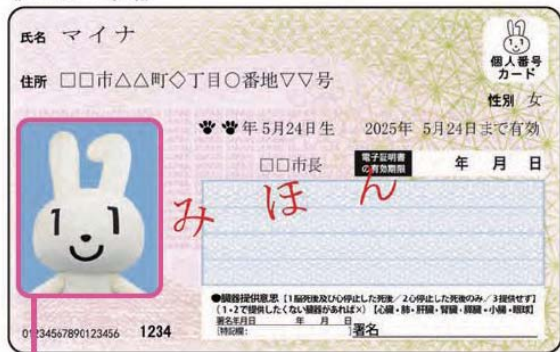 氏名 マイナ
個人番号
カード
住所 □□市△△町◇丁目○番地▽▽号
性別 女
年 5月24日生 2025年 5月24日まで有効
□□市長 電子証明書の有効期限 年 月 日
みほん
●臓器提供意思【1脳死後及び心停止した死後/2心停止した死後のみ/3提供せず】
(1・2で提供したくない臓器があれば×)【心臓・肺・肝臓・腎臓・膵臓・小腸・眼球】
署名年月日 年 月 日
[特記欄: ]署名
01234567890123456 1234